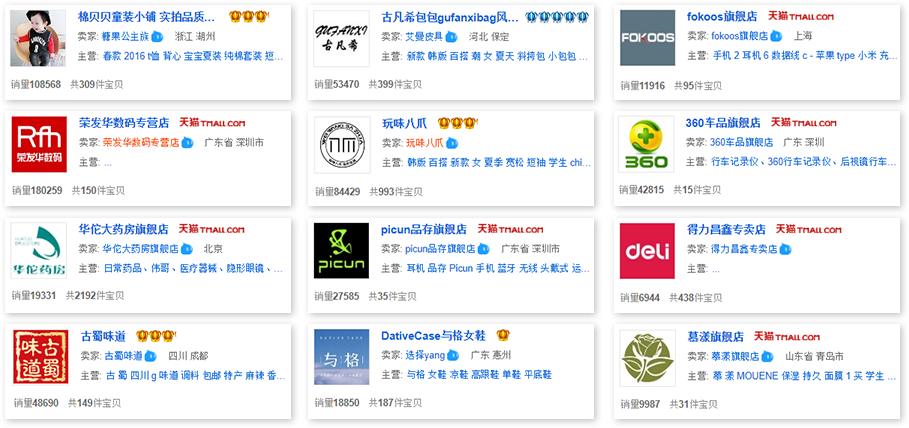 棉贝贝童装小铺 实拍品质...
卖家: 糖果公主妖 浙江 潮州
主营: 春款 2016 t恤 背心 宝宝夏装 纯棉套装 短...
销量108568 共309件宝贝
GUFANXI
古凡希
古凡希包包gufanxibag风...
卖家: 艾曼皮具 河北 保定
主营: 新款 韩版 百搭 潮 女 夏天 斜挎包 小包包 ...
销量53470 共399件宝贝
FOKOOS
fokoos旗舰店 天猫TMALL.COM
卖家: fokoos旗舰店 上海
主营: 手机 2 耳机 6 数据线 c - 苹果 type 小米 充...
销量11916 共95件宝贝
Rfh
荣发华数码
荣发华数码专营店 天猫TMALL.COM
卖家: 荣发华数码专营店 广东省 深圳市
主营: ...
销量180259 共150件宝贝
玩味八爪
卖家: 玩味八爪
主营: 韩版 百搭 新款 女 夏季 宽松 短袖 学生 chi...
销量84429 共993件宝贝
360
360车品旗舰店 天猫TMALL.COM
卖家: 360车品旗舰店 广东 深圳
主营: 行车记录仪、360行车记录仪、后视镜行车...
销量42815 共15件宝贝
华佗药房
华佗大药房旗舰店 天猫TMALL.COM
卖家: 华佗大药房旗舰店 北京
主营: 日常药品、伟哥、医疗器械、隐形眼镜、...
销量19331 共2192件宝贝
picun
picun品存旗舰店 天猫TMALL.COM
卖家: picun品存旗舰店 广东省 深圳市
主营: 耳机 品存 Picun 手机 蓝牙 无线 头戴式 运...
销量27585 共35件宝贝
deli
得力昌鑫专卖店 天猫TMALL.COM
卖家: 得力昌鑫专卖店
主营: ...
销量6944 共438件宝贝
古蜀味道
古蜀味道
卖家: 古蜀味道 四川 成都
主营: 古 蜀 四川 g 味道 调料 包邮 特产 麻辣 香...
销量48690 共149件宝贝
与格
DativeCase与格女鞋
卖家: 选择yang 广东 惠州
主营: 与格 女鞋 凉鞋 高跟鞋 单鞋 平底鞋
销量18850 共187件宝贝
慕漾旗舰店 天猫TMALL.COM
卖家: 慕漾旗舰店 山东省 青岛市
主营: 慕 漾 MOUENE 保湿 持久 面膜 1 买 学生 ...
销量9987 共31件宝贝